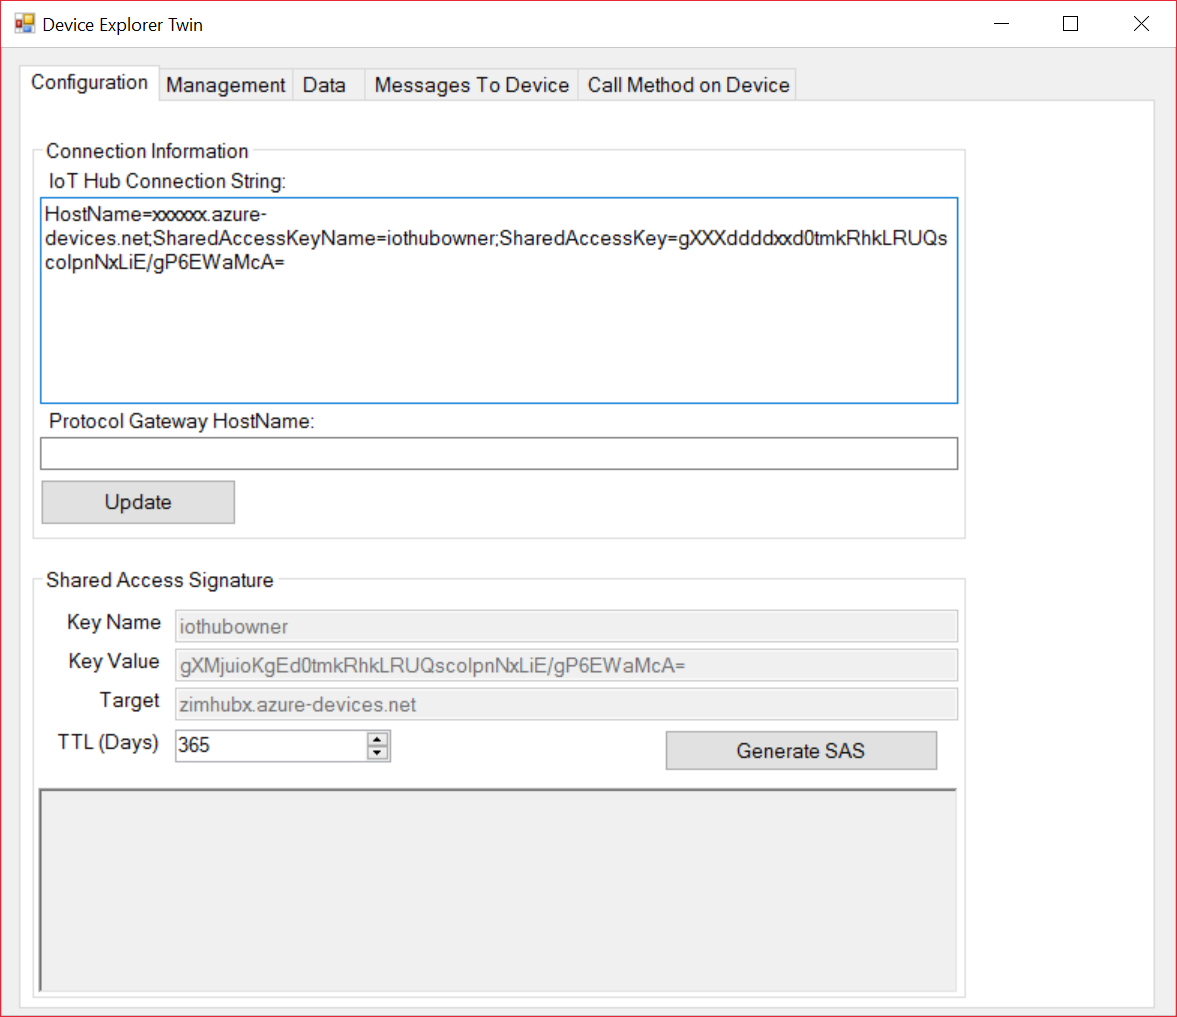 Device Explorer Twin
Configuration Management Data Messages To Device Call Method on Device
Connection Information
IoT Hub Connection String:
HostName=xxxxxx.azure-
devices.net;SharedAccessKeyName=iothubowner;SharedAccessKey=gXXXddddxxd0tmkRhkLRUQs
colpnNxLiE/gP6EWaMcA=
Protocol Gateway HostName:
Update
Shared Access Signature
Key Name iothubowner
Key Value gXMjuioKgEd0tmkRhkLRUQscolpnNxLiE/gP6EWaMcA=
Target zimhubx.azure-devices.net
TTL (Days) 365 Generate SAS